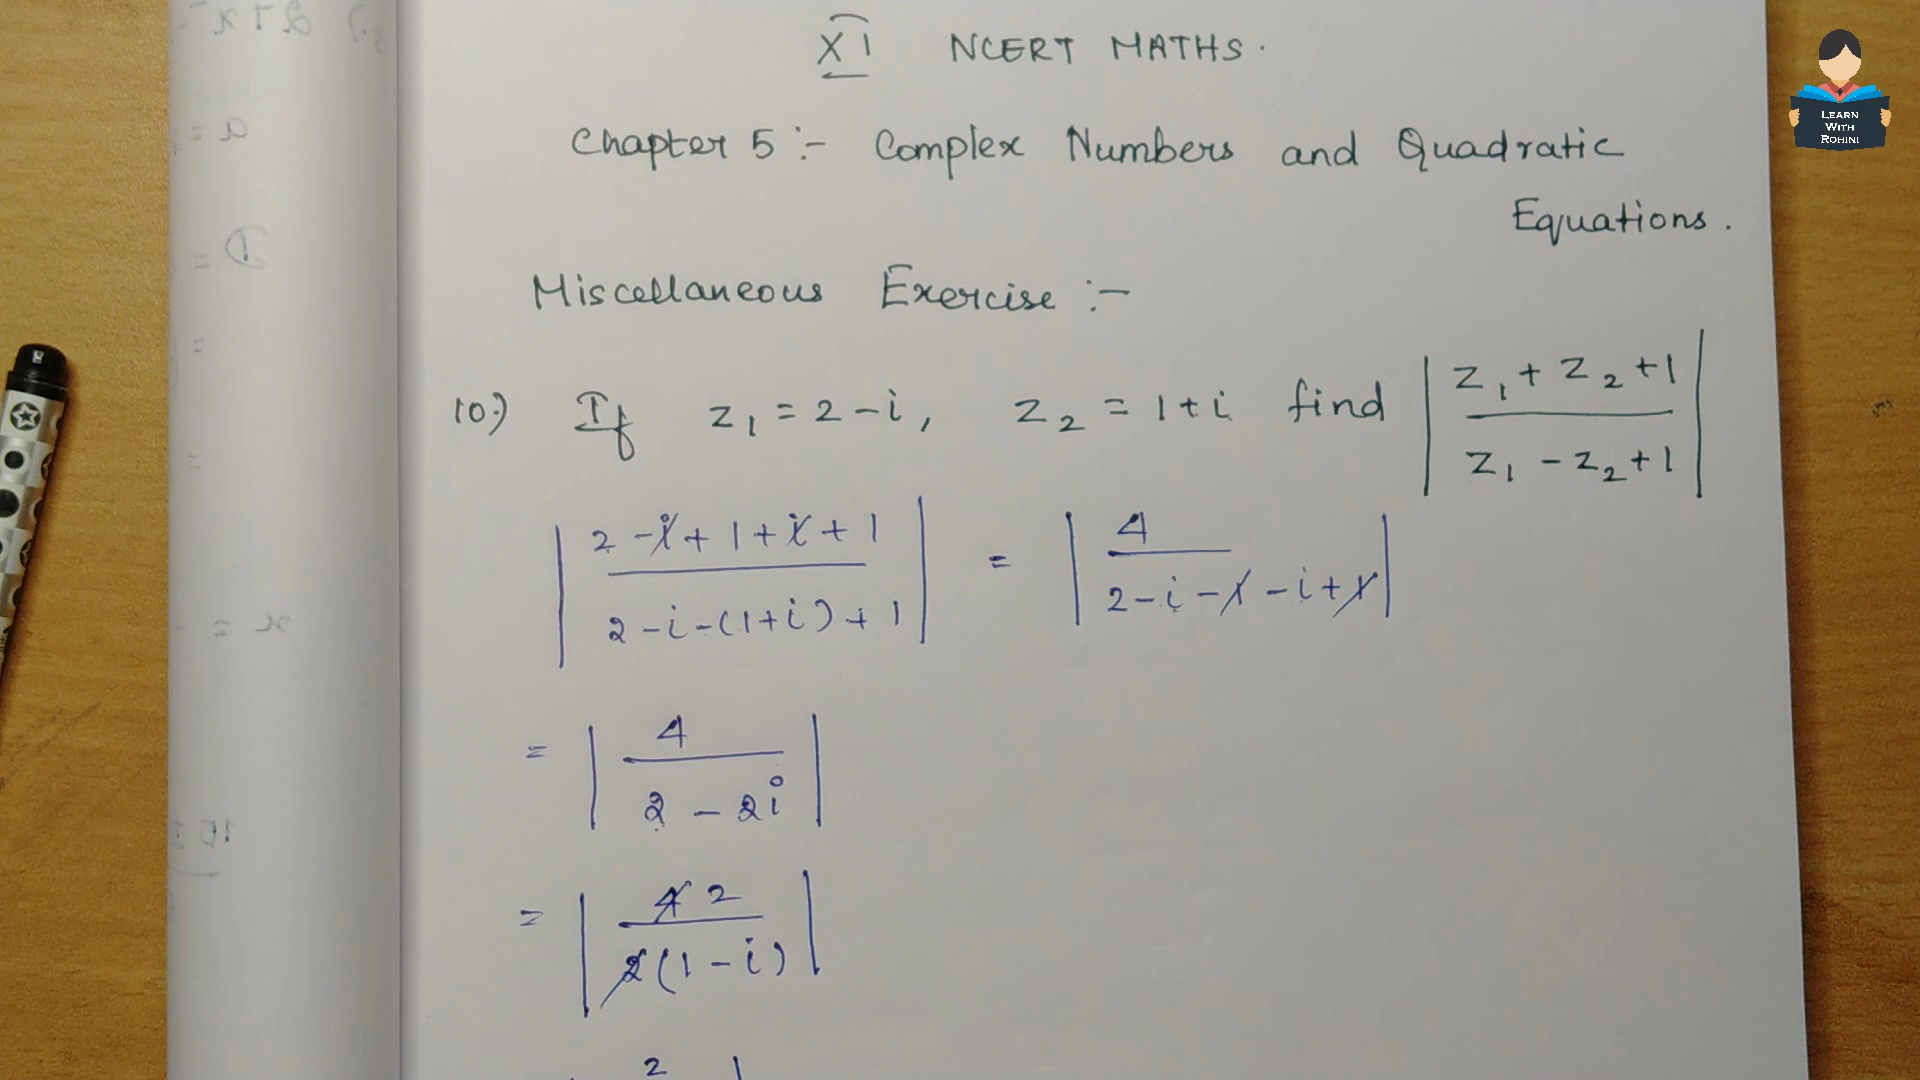 XI NCERT MATHS.
LEARN
WITH
ROHINI
Chapter 5 :- Complex Numbers and Quadratic
Equations.
Miscellaneous Exercise :-
10.) If z₁ = 2 - i, z₂ = 1 + i find | (z₁ + z₂ + 1) / (z₁ - z₂ + 1) |
| (2 - i + 1 + i + 1) / (2 - i - (1 + i) + 1) | = | 4 / (2 - i - 1 - i + 1) |
= | 4 / (2 - 2i) |
= | 4 2 / 2(1 - i) |
2